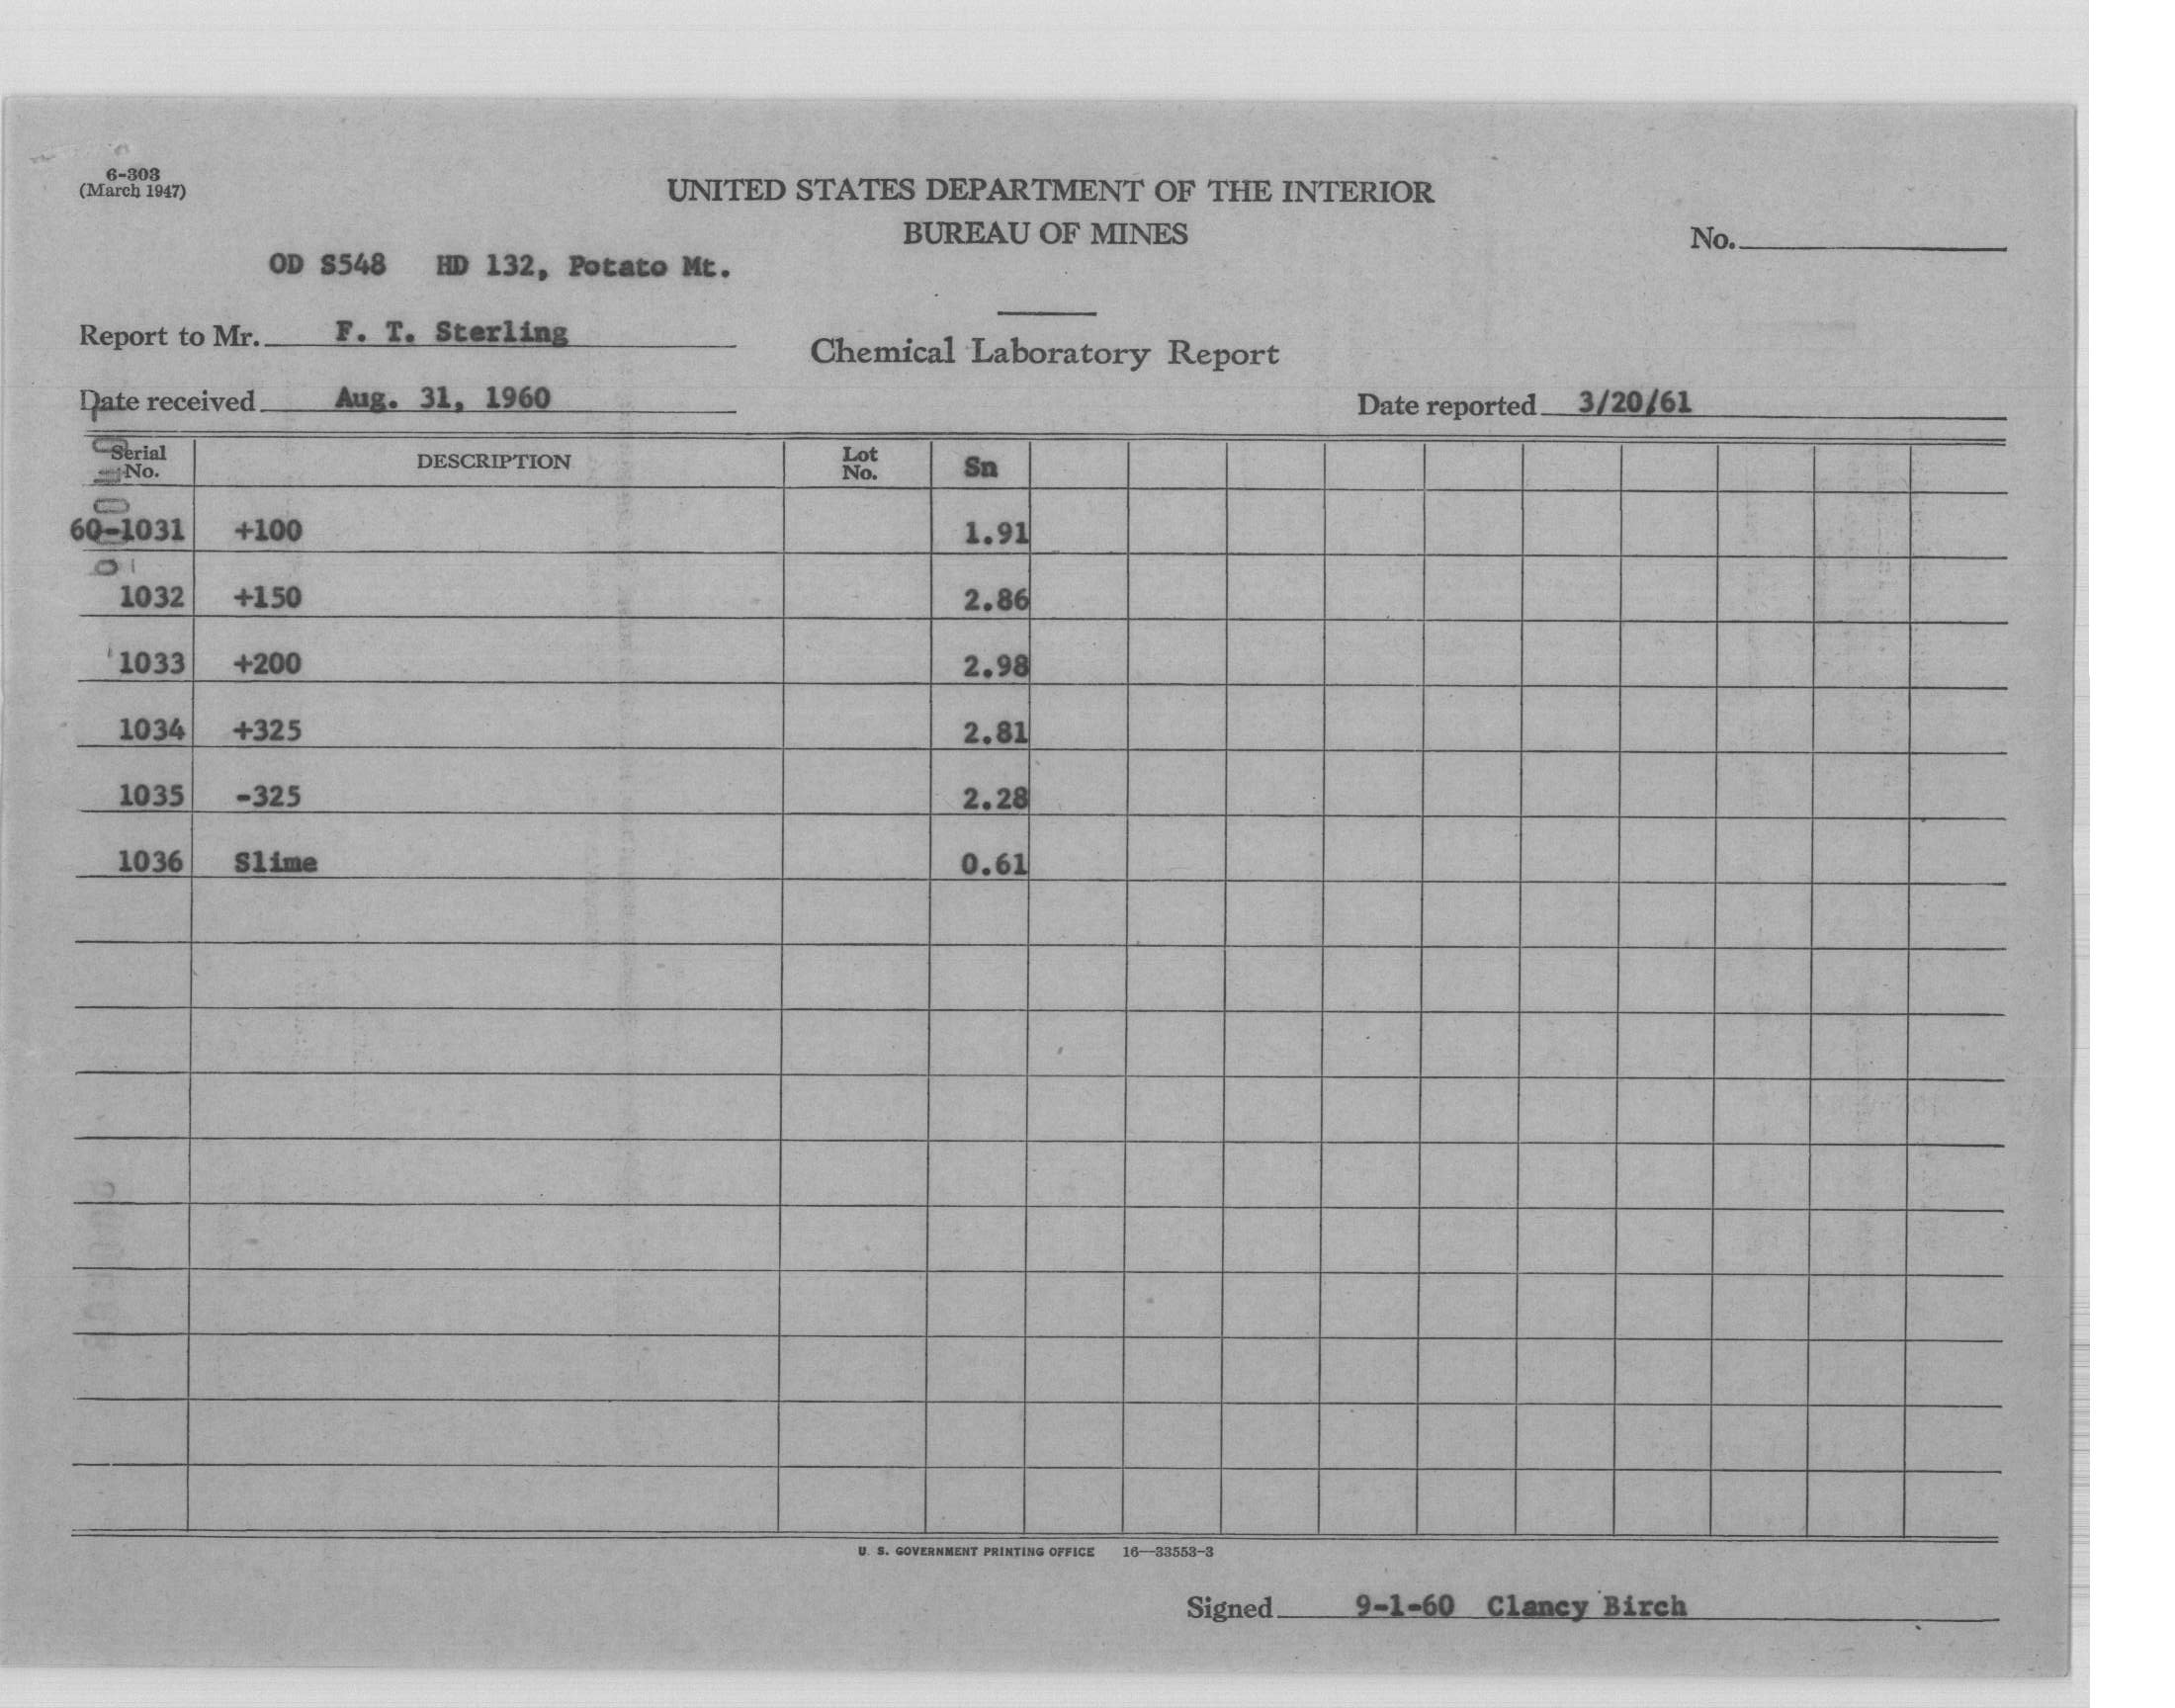 6-303
(March 1947)
UNITED STATES DEPARTMENT OF THE INTERIOR
BUREAU OF MINES
No.
OD S548 HD 132, Potato Mt.
Report to Mr. F. T. Sterling
Chemical Laboratory Report
Date received Aug. 31, 1960
Date reported 3/20/61
Serial No. DESCRIPTION Lot No. Sn
60-1031 +100 1.91
1032 +150 2.86
1033 +200 2.98
1034 +325 2.81
1035 -325 2.28
1036 Slime 0.61
U. S. GOVERNMENT PRINTING OFFICE 16—33553-3
Signed 9-1-60 Clancy Birch